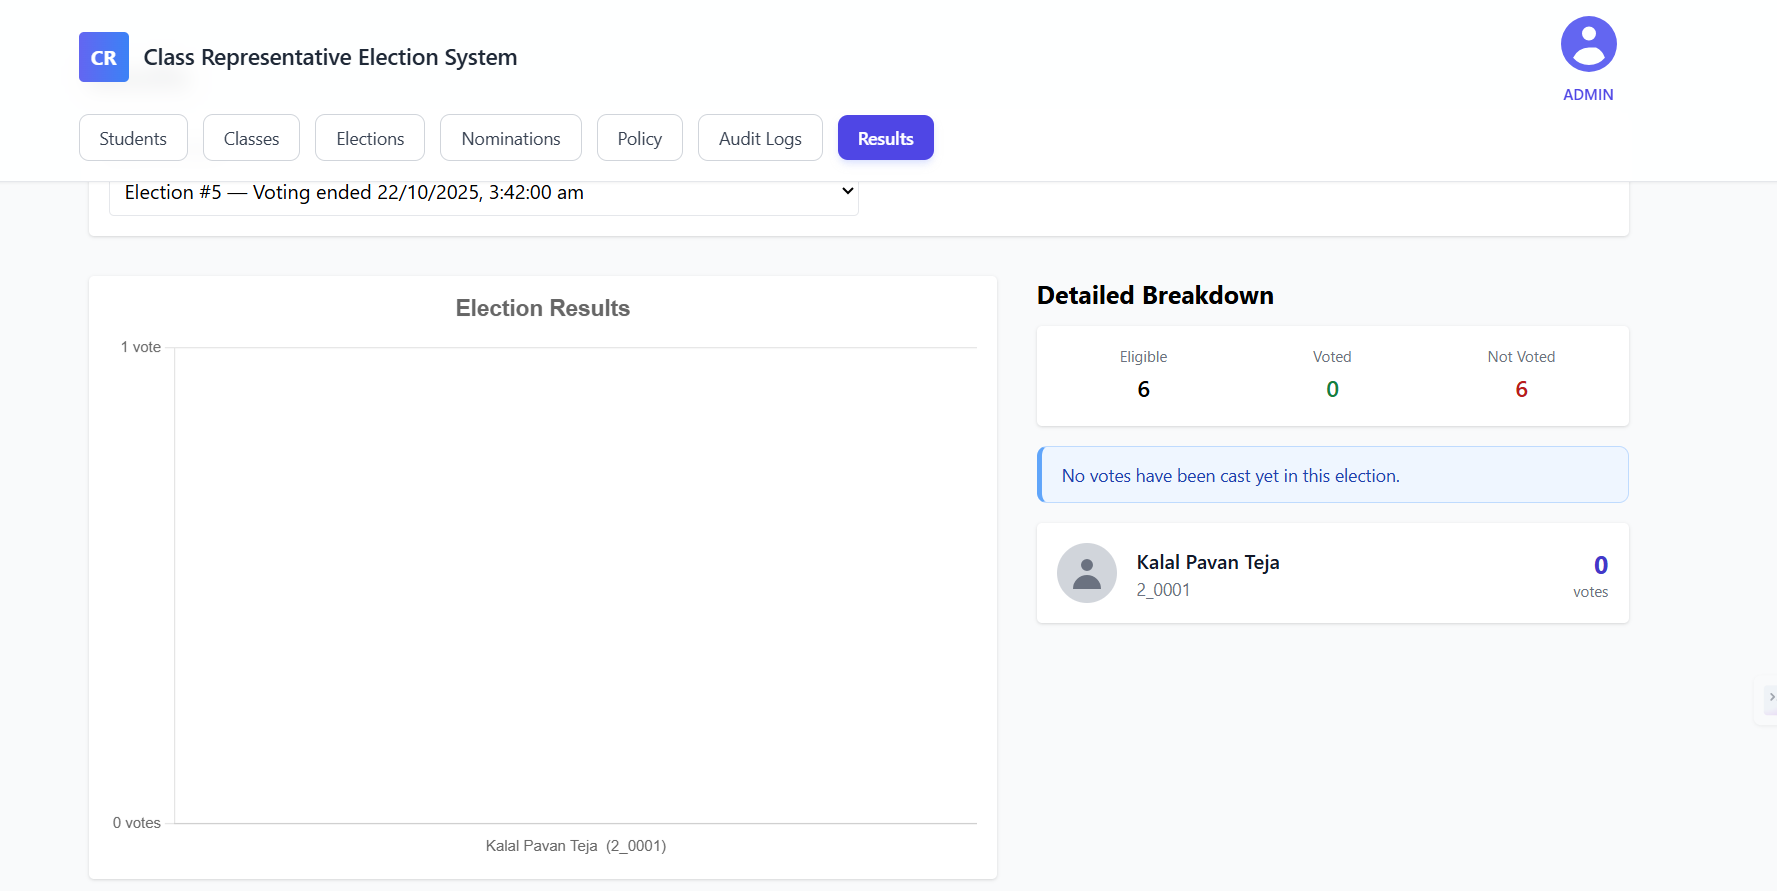 CR Class Representative Election System
ADMIN
Students Classes Elections Nominations Policy Audit Logs Results
Election #5 — Voting ended 22/10/2025, 3:42:00 am
Election Results
1 vote
0 votes
Kalal Pavan Teja (2_0001)
Detailed Breakdown
Eligible Voted Not Voted
6 0 6
No votes have been cast yet in this election.
Kalal Pavan Teja
2_0001
0
votes